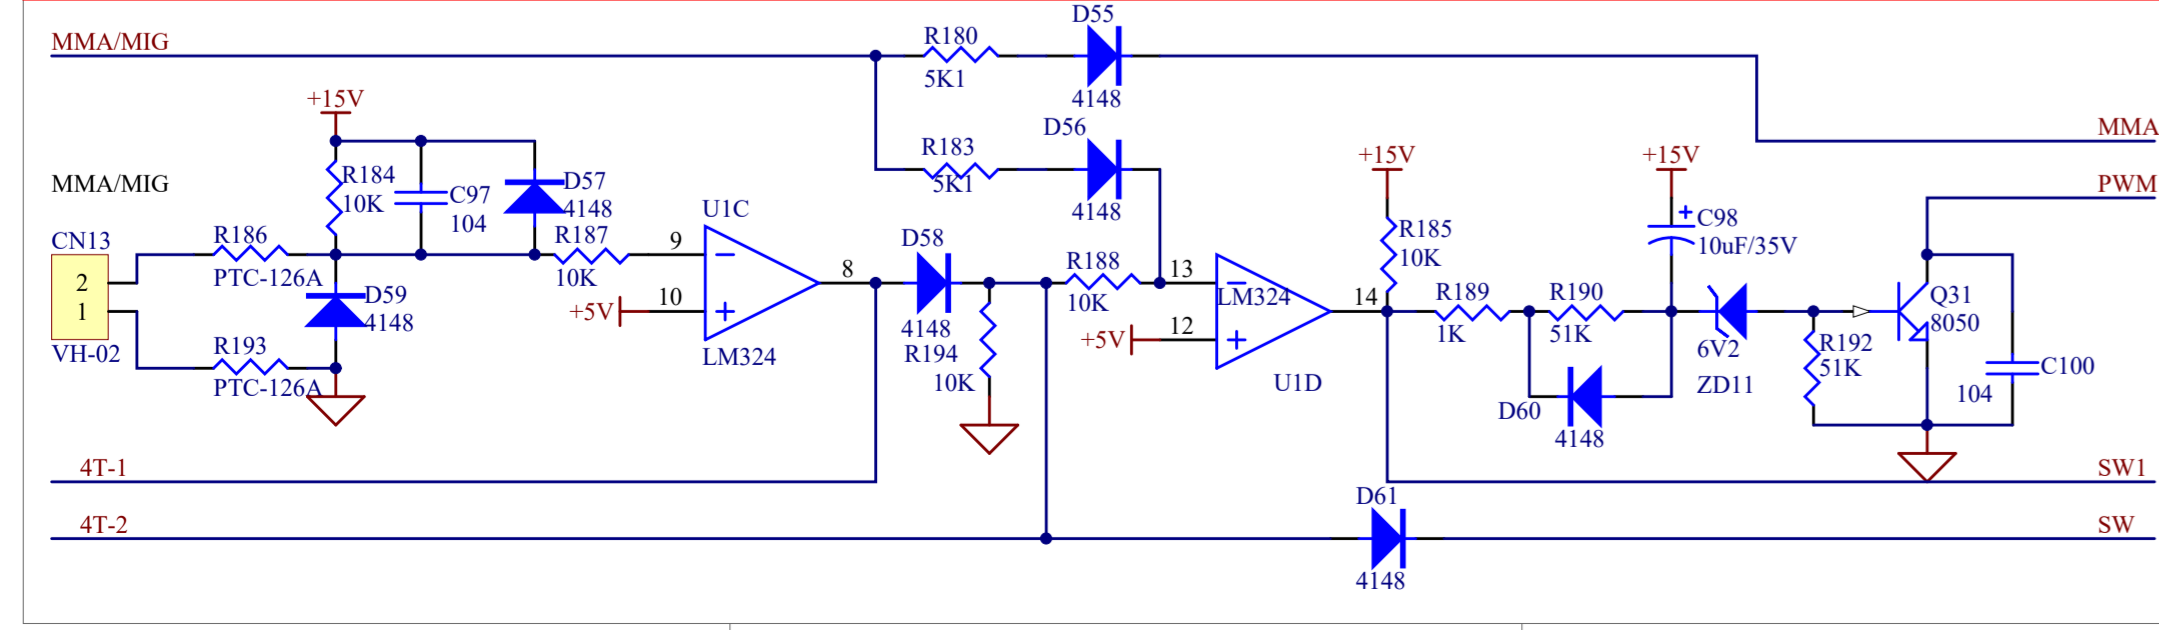 D55
MMA/MIG
R180
5K1
4148
+15V
D56
MMA
R183
5K1
4148
+15V
+15V
MMA/MIG
R184
10K
C97
104
D57
4148
PWM
U1C
C98
10uF/35V
CN13
R186
PTC-126A
R187
10K
9
D58
R188
10K
13
R185
10K
2
1
8
D59
4148
+5V
10
LM324
14
R189
1K
R190
51K
Q31
8050
VH-02
R193
PTC-126A
LM324
4148
R194
10K
+5V
12
U1D
6V2
ZD11
R192
51K
C100
104
D60
4148
4T-1
SW1
D61
4T-2
SW
4148